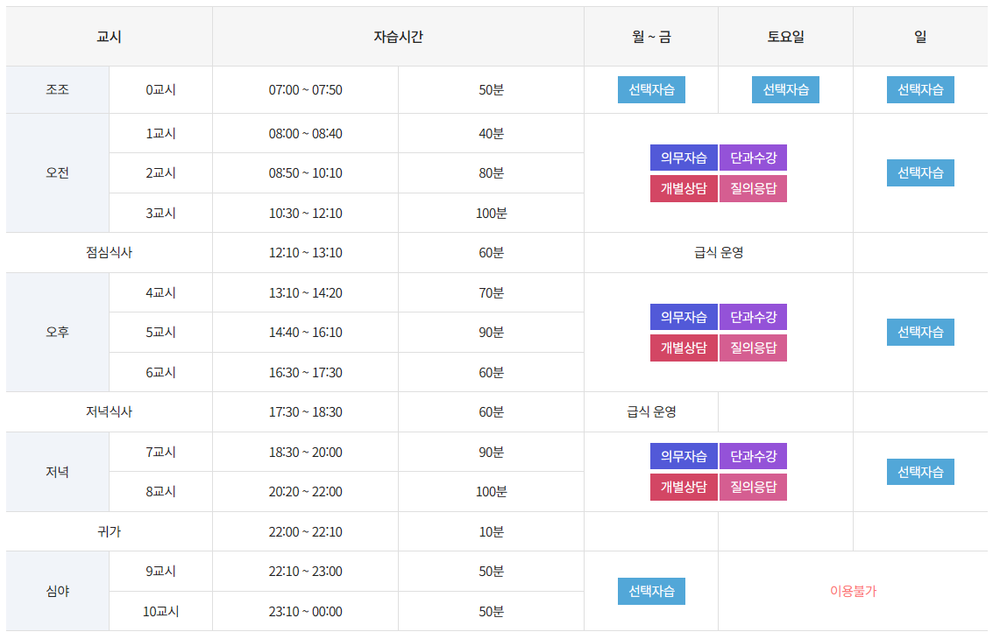 교시 자습시간 월 ~ 금 토요일 일
조조 0교시 07:00 ~ 07:50 50분 선택자습 선택자습 선택자습
오전 1교시 08:00 ~ 08:40 40분
2교시 08:50 ~ 10:10 80분
3교시 10:30 ~ 12:10 100분
의무자습 단과수강
개별상담 질의응답
선택자습
점심식사 12:10 ~ 13:10 60분 급식 운영
오후 4교시 13:10 ~ 14:20 70분
5교시 14:40 ~ 16:10 90분
6교시 16:30 ~ 17:30 60분
의무자습 단과수강
개별상담 질의응답
선택자습
저녁식사 17:30 ~ 18:30 60분 급식 운영
저녁 7교시 18:30 ~ 20:00 90분
8교시 20:20 ~ 22:00 100분
의무자습 단과수강
개별상담 질의응답
선택자습
귀가 22:00 ~ 22:10 10분
심야 9교시 22:10 ~ 23:00 50분
10교시 23:10 ~ 00:00 50분
선택자습
이용불가